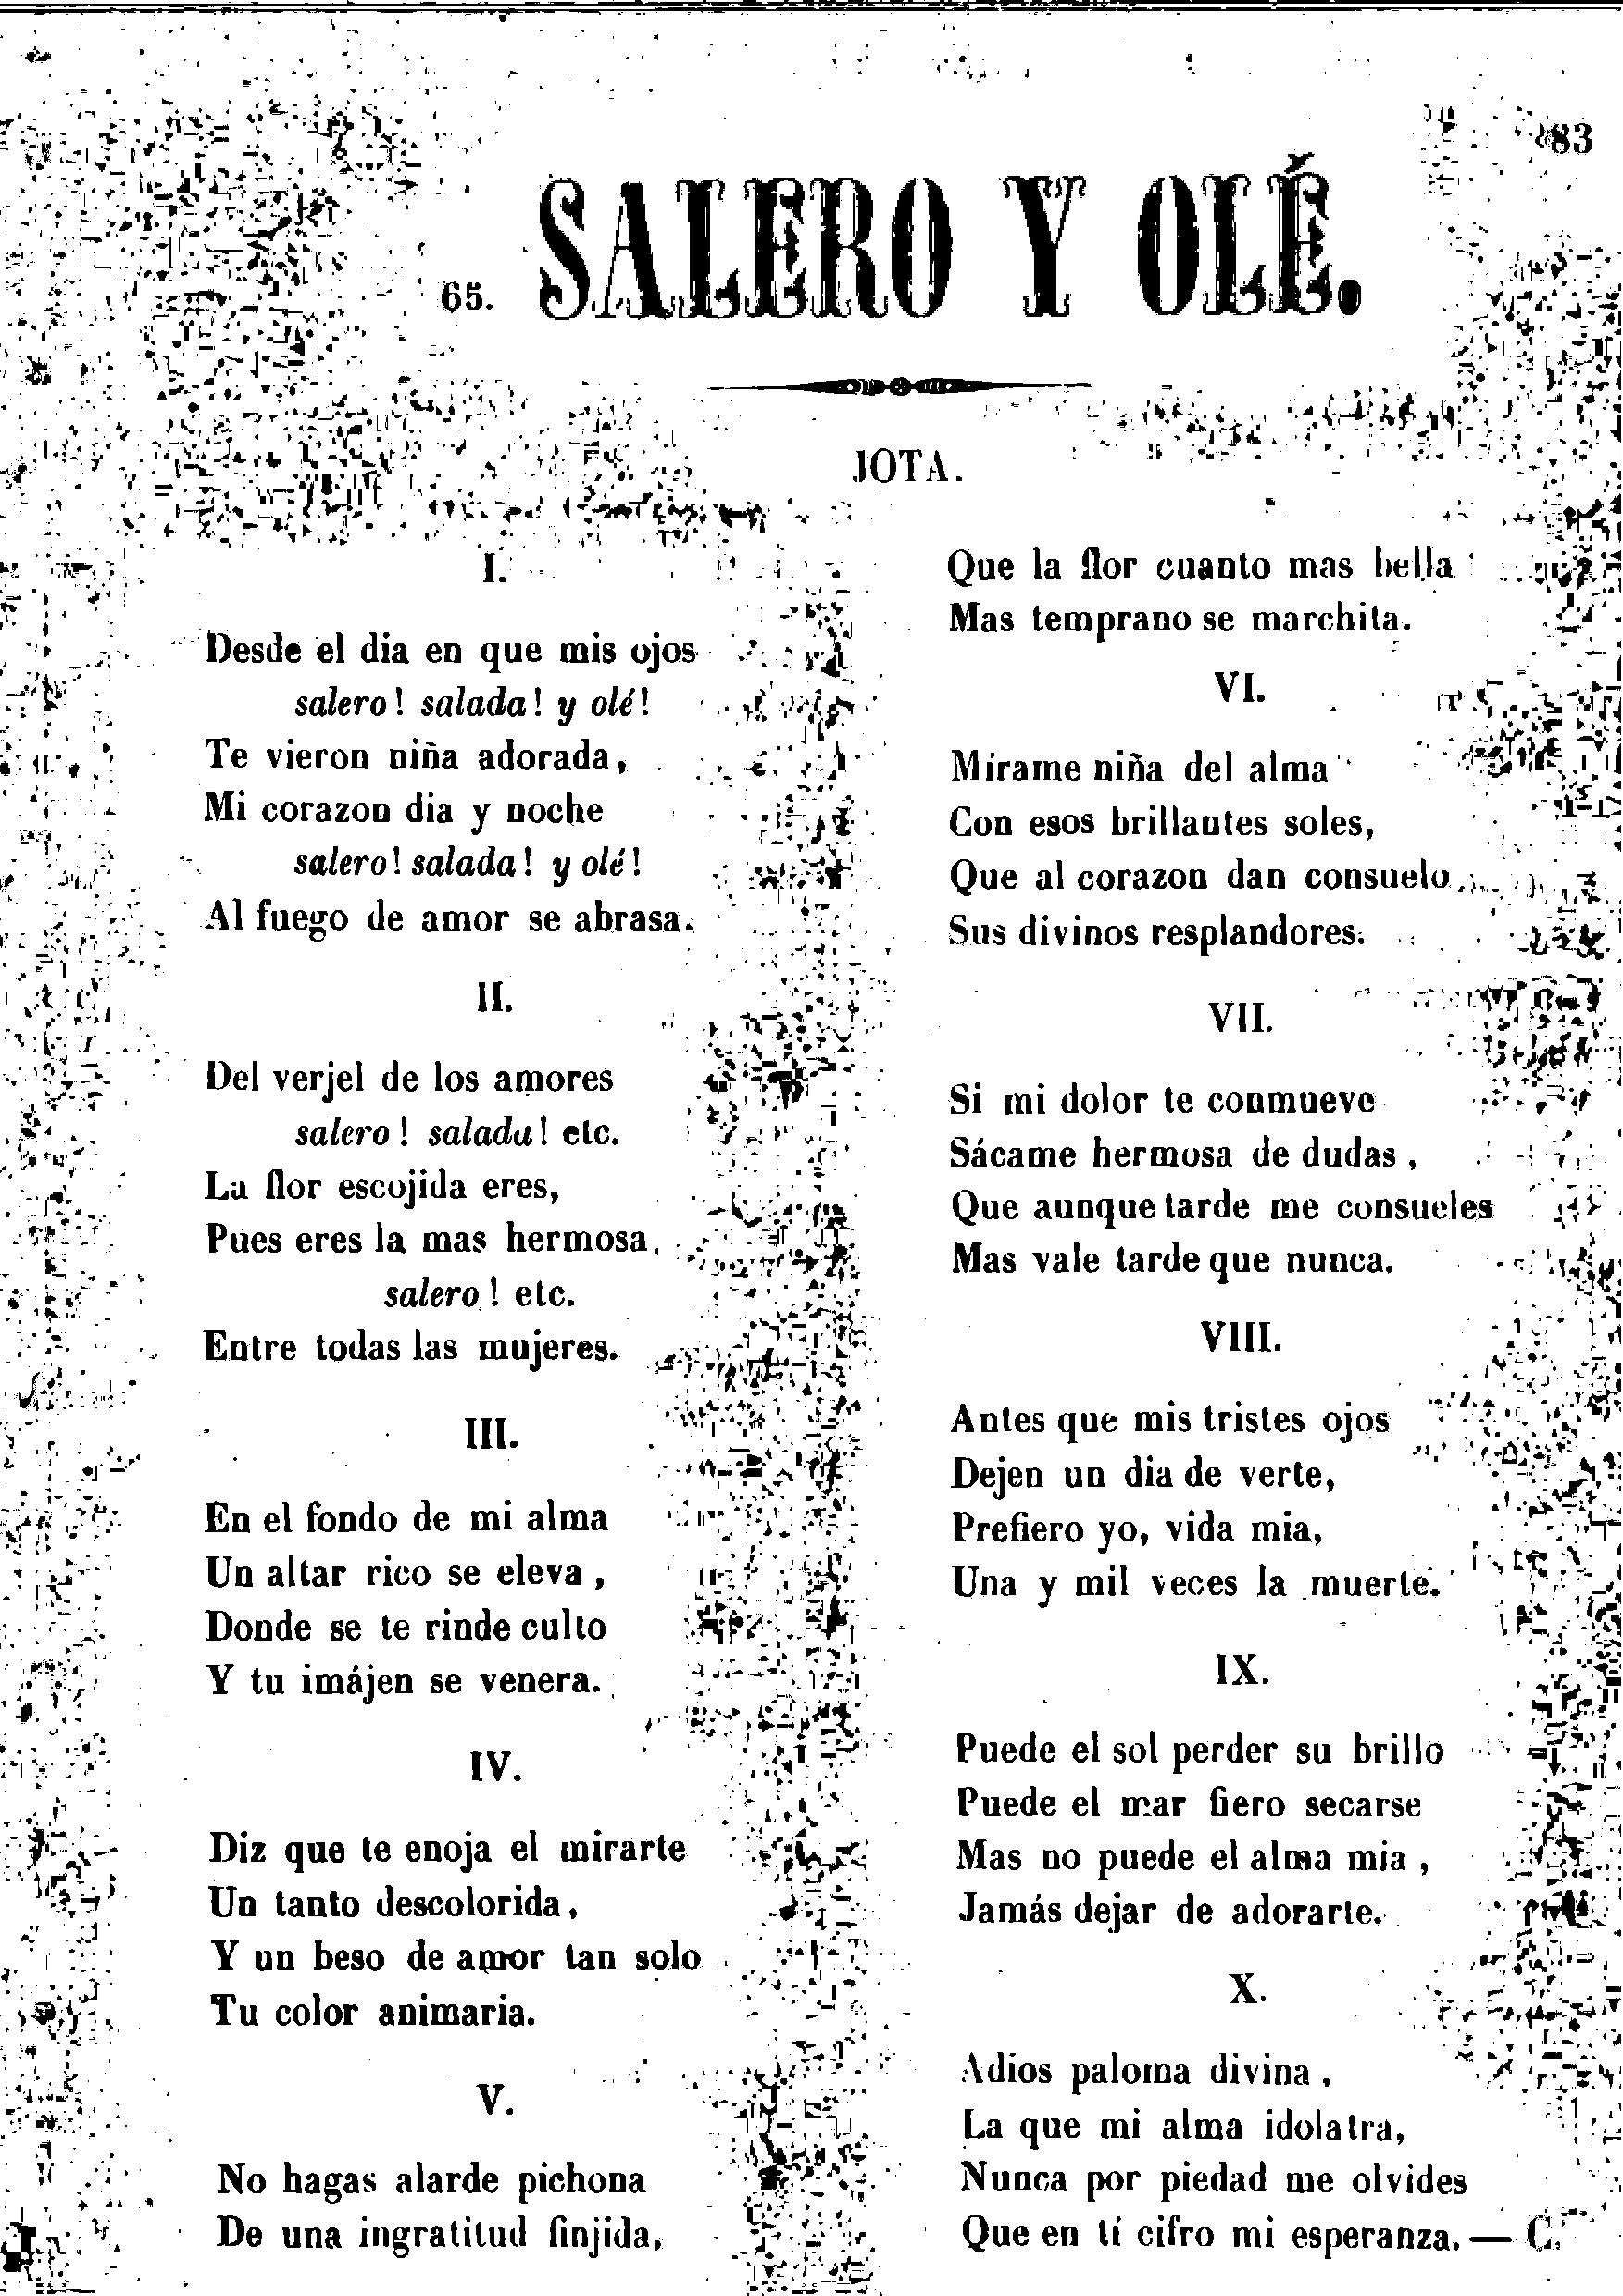 83
65. SALERO Y OLÉ.
JOTA.
I.
Desde el dia en que mis ojos
salero! salada! y olé!
Te vieron niña adorada,
Mi corazon dia y noche
salero! salada! y olé!
Al fuego de amor se abrasa.
II.
Del verjel de los amores
salero! salada! etc.
La flor escojida eres,
Pues eres la mas hermosa,
salero! etc.
Entre todas las mujeres.
III.
En el fondo de mi alma
Un altar rico se eleva,
Donde se te rinde culto
Y tu imájen se venera.
IV.
Diz que te enoja el mirarte
Un tanto descolorida,
Y un beso de amor tan solo
Tu color animaria.
V.
No hagas alarde pichona
De una ingratitud finjida,
Que la flor cuanto mas bella
Mas temprano se marchita.
VI.
Mírame niña del alma
Con esos brillantes soles,
Que al corazon dan consuelo
Sus divinos resplandores.
VII.
Si mi dolor te conmueve
Sácame hermosa de dudas,
Que aunque tarde me consueles
Mas vale tarde que nunca.
VIII.
Antes que mis tristes ojos
Dejen un dia de verte,
Prefiero yo, vida mia,
Una y mil veces la muerte.
IX.
Puede el sol perder su brillo
Puede el mar fiero secarse
Mas no puede el alma mia,
Jamás dejar de adorarte.
X.
Adios paloma divina,
La que mi alma idolatra,
Nunca por piedad me olvides
Que en tí cifro mi esperanza.— C.